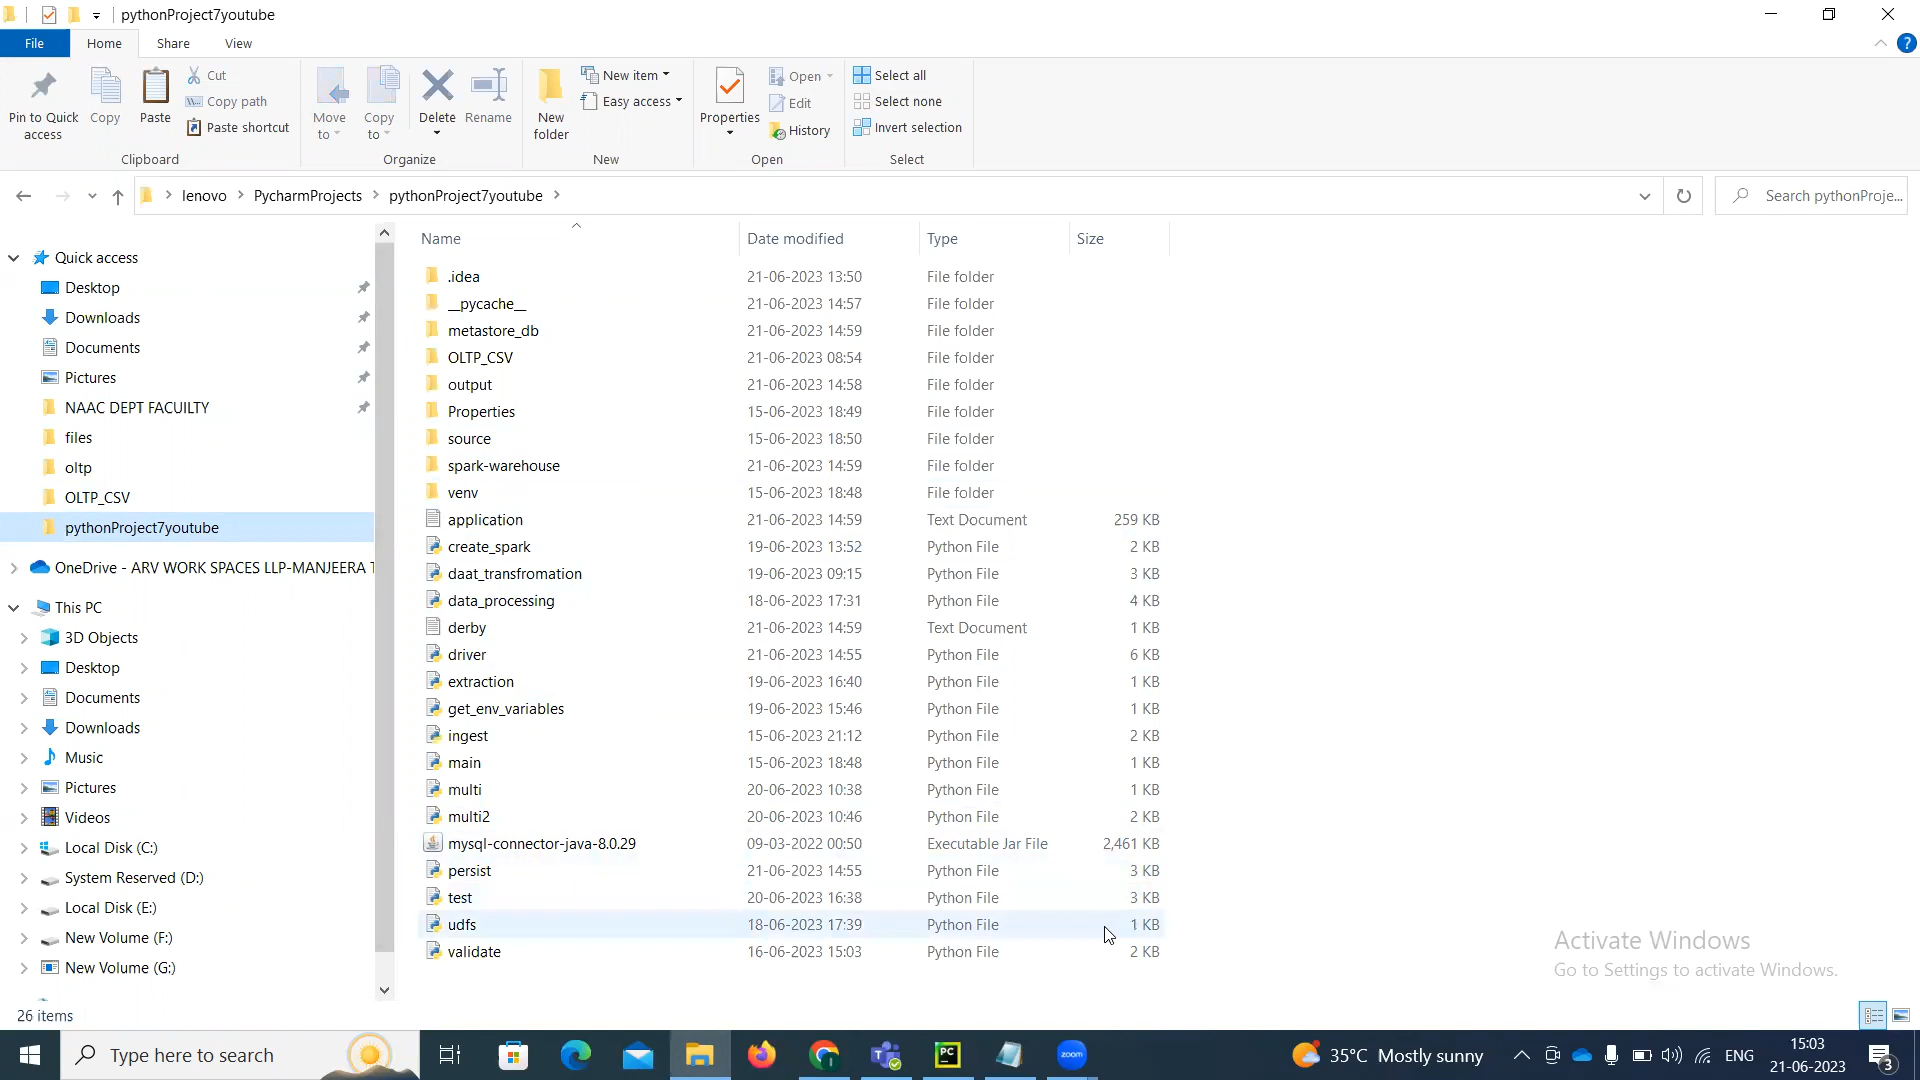 pythonProject7youtube
File Home Share View
Pin to Quick access
Copy
Paste
Cut
Copy path
Paste shortcut
Clipboard
Move to
Copy to
Delete
Rename
Organize
New folder
New item
Easy access
New
Properties
Open
Edit
History
Open
Select all
Select none
Invert selection
Select
lenovo PycharmProjects pythonProject7youtube
Search pythonProje...
Quick access
Desktop
Downloads
Documents
Pictures
NAAC DEPT FACUILTY
files
oltp
OLTP_CSV
pythonProject7youtube
OneDrive - ARV WORK SPACES LLP-MANJEERA
This PC
3D Objects
Desktop
Documents
Downloads
Music
Pictures
Videos
Local Disk (C:)
System Reserved (D:)
Local Disk (E:)
New Volume (F:)
New Volume (G:)
Name Date modified Type Size
.idea 21-06-2023 13:50 File folder
__pycache__ 21-06-2023 14:57 File folder
metastore_db 21-06-2023 14:59 File folder
OLTP_CSV 21-06-2023 08:54 File folder
output 21-06-2023 14:58 File folder
Properties 15-06-2023 18:49 File folder
source 15-06-2023 18:50 File folder
spark-warehouse 21-06-2023 14:59 File folder
venv 15-06-2023 18:48 File folder
application 21-06-2023 14:59 Text Document 259 KB
create_spark 19-06-2023 13:52 Python File 2 KB
daat_transfromation 19-06-2023 09:15 Python File 3 KB
data_processing 18-06-2023 17:31 Python File 4 KB
derby 21-06-2023 14:59 Text Document 1 KB
driver 21-06-2023 14:55 Python File 6 KB
extraction 19-06-2023 16:40 Python File 1 KB
get_env_variables 19-06-2023 15:46 Python File 1 KB
ingest 15-06-2023 21:12 Python File 2 KB
main 15-06-2023 18:48 Python File 1 KB
multi 20-06-2023 10:38 Python File 1 KB
multi2 20-06-2023 10:46 Python File 2 KB
mysql-connector-java-8.0.29 09-03-2022 00:50 Executable Jar File 2,461 KB
persist 21-06-2023 14:55 Python File 3 KB
test 20-06-2023 16:38 Python File 3 KB
udfs 18-06-2023 17:39 Python File 1 KB
validate 16-06-2023 15:03 Python File 2 KB
Activate Windows
Go to Settings to activate Windows.
26 items
Type here to search
PC
zoom
35°C Mostly sunny
ENG
15:03
21-06-2023
3